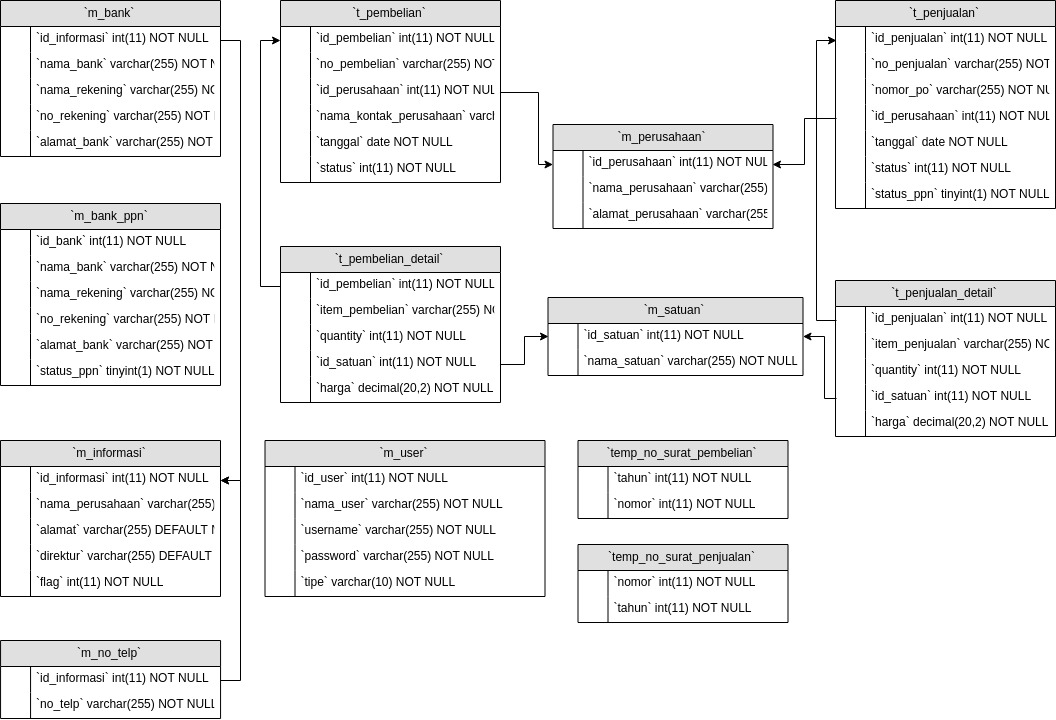 `m_bank`
`id_informasi` int(11) NOT NULL
`nama_bank` varchar(255) NOT
`nama_rekening` varchar(255)
`no_rekening` varchar(255) NOT
`alamat_bank` varchar(255) NOT
`m_bank_ppn`
`id_bank` int(11) NOT NULL
`nama_bank` varchar(255) NOT
`nama_rekening` varchar(255)
`no_rekening` varchar(255) NOT
`alamat_bank` varchar(255) NOT
`status_ppn` tinyint(1) NOT NULL
`m_informasi`
`id_informasi` int(11) NOT NULL
`nama_perusahaan` varchar(255)
`alamat` varchar(255) DEFAULT
`direktur` varchar(255) DEFAULT
`flag` int(11) NOT NULL
`m_no_telp`
`id_informasi` int(11) NOT NULL
`no_telp` varchar(255) NOT NULL
`t_pembelian`
`id_pembelian` int(11) NOT NULL
`no_pembelian` varchar(255)
`id_perusahaan` int(11) NOT NUL
`nama_kontak_perusahaan`
`tanggal` date NOT NULL
`status` int(11) NOT NULL
`t_pembelian_detail`
`id_pembelian` int(11) NOT NULL
`item_pembelian` varchar(255)
`quantity` int(11) NOT NULL
`id_satuan` int(11) NOT NULL
`harga` decimal(20,2) NOT NULL
`m_user`
`id_user` int(11) NOT NULL
`nama_user` varchar(255) NOT NULL
`username` varchar(255) NOT NULL
`password` varchar(255) NOT NULL
`tipe` varchar(10) NOT NULL
`m_perusahaan`
`id_perusahaan` int(11) NOT NUL
`nama_perusahaan` varchar(255)
`alamat_perusahaan` varchar(255
`m_satuan`
`id_satuan` int(11) NOT NULL
`nama_satuan` varchar(255) NOT NULL
`temp_no_surat_pembelian`
`tahun` int(11) NOT NULL
`nomor` int(11) NOT NULL
`temp_no_surat_penjualan`
`nomor` int(11) NOT NULL
`tahun` int(11) NOT NULL
`t_penjualan`
`id_penjualan` int(11) NOT NULL
`no_penjualan` varchar(255) NOT
`nomor_po` varchar(255) NOT
`id_perusahaan` int(11) NOT NUL
`tanggal` date NOT NULL
`status` int(11) NOT NULL
`status_ppn` tinyint(1) NOT NULL
`t_penjualan_detail`
`id_penjualan` int(11) NOT NULL
`item_penjualan` varchar(255)
`quantity` int(11) NOT NULL
`id_satuan` int(11) NOT NULL
`harga` decimal(20,2) NOT NULL